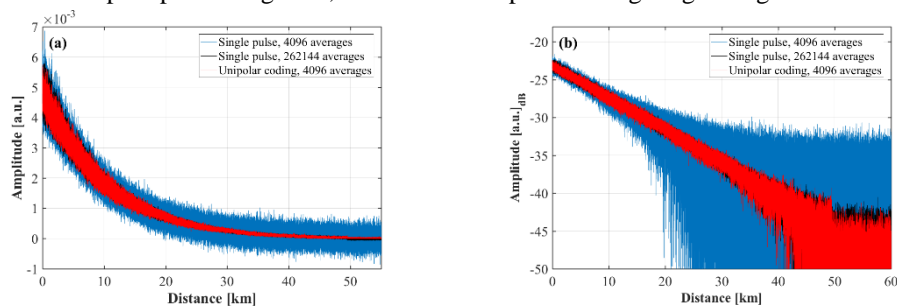 7 ×10⁻³
(a)
Single pulse, 4096 averages
Single pulse, 262144 averages
Unipolar coding, 4096 averages
6
5
4
3
2
1
0
-1
Amplitude [a.u.]
0 10 20 30 40 50
Distance [km]
-20
(b)
Single pulse, 4096 averages
Single pulse, 262144 averages
Unipolar coding, 4096 averages
-25
-30
-35
-40
-45
-50
Amplitude [a.u.]dB
0 10 20 30 40 50 60
Distance [km]